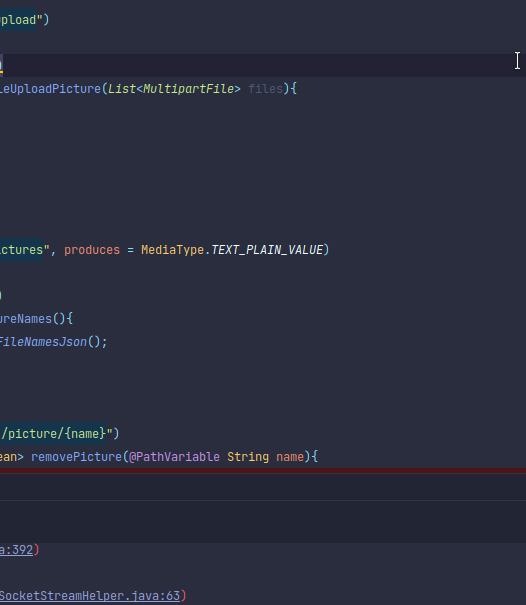 pload")
)
leUploadPicture(List<MultipartFile> files){
ictures", produces = MediaType.TEXT_PLAIN_VALUE)
)
ureNames(){
FileNamesJson();
/picture/{name}")
ean> removePicture(@PathVariable String name){
a:392)
SocketStreamHelper.java:63)